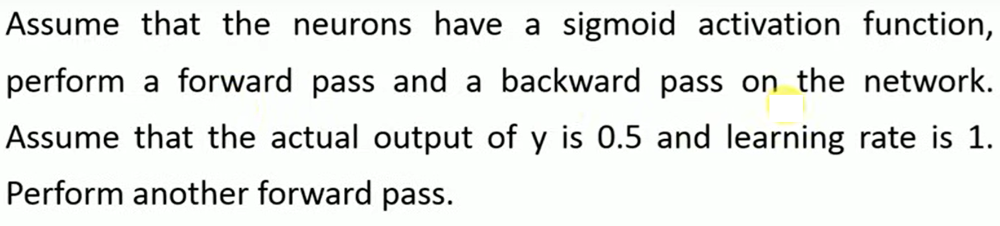 Assume that the neurons have a sigmoid activation function,
perform a forward pass and a backward pass on the network.
Assume that the actual output of y is 0.5 and learning rate is 1.
Perform another forward pass.